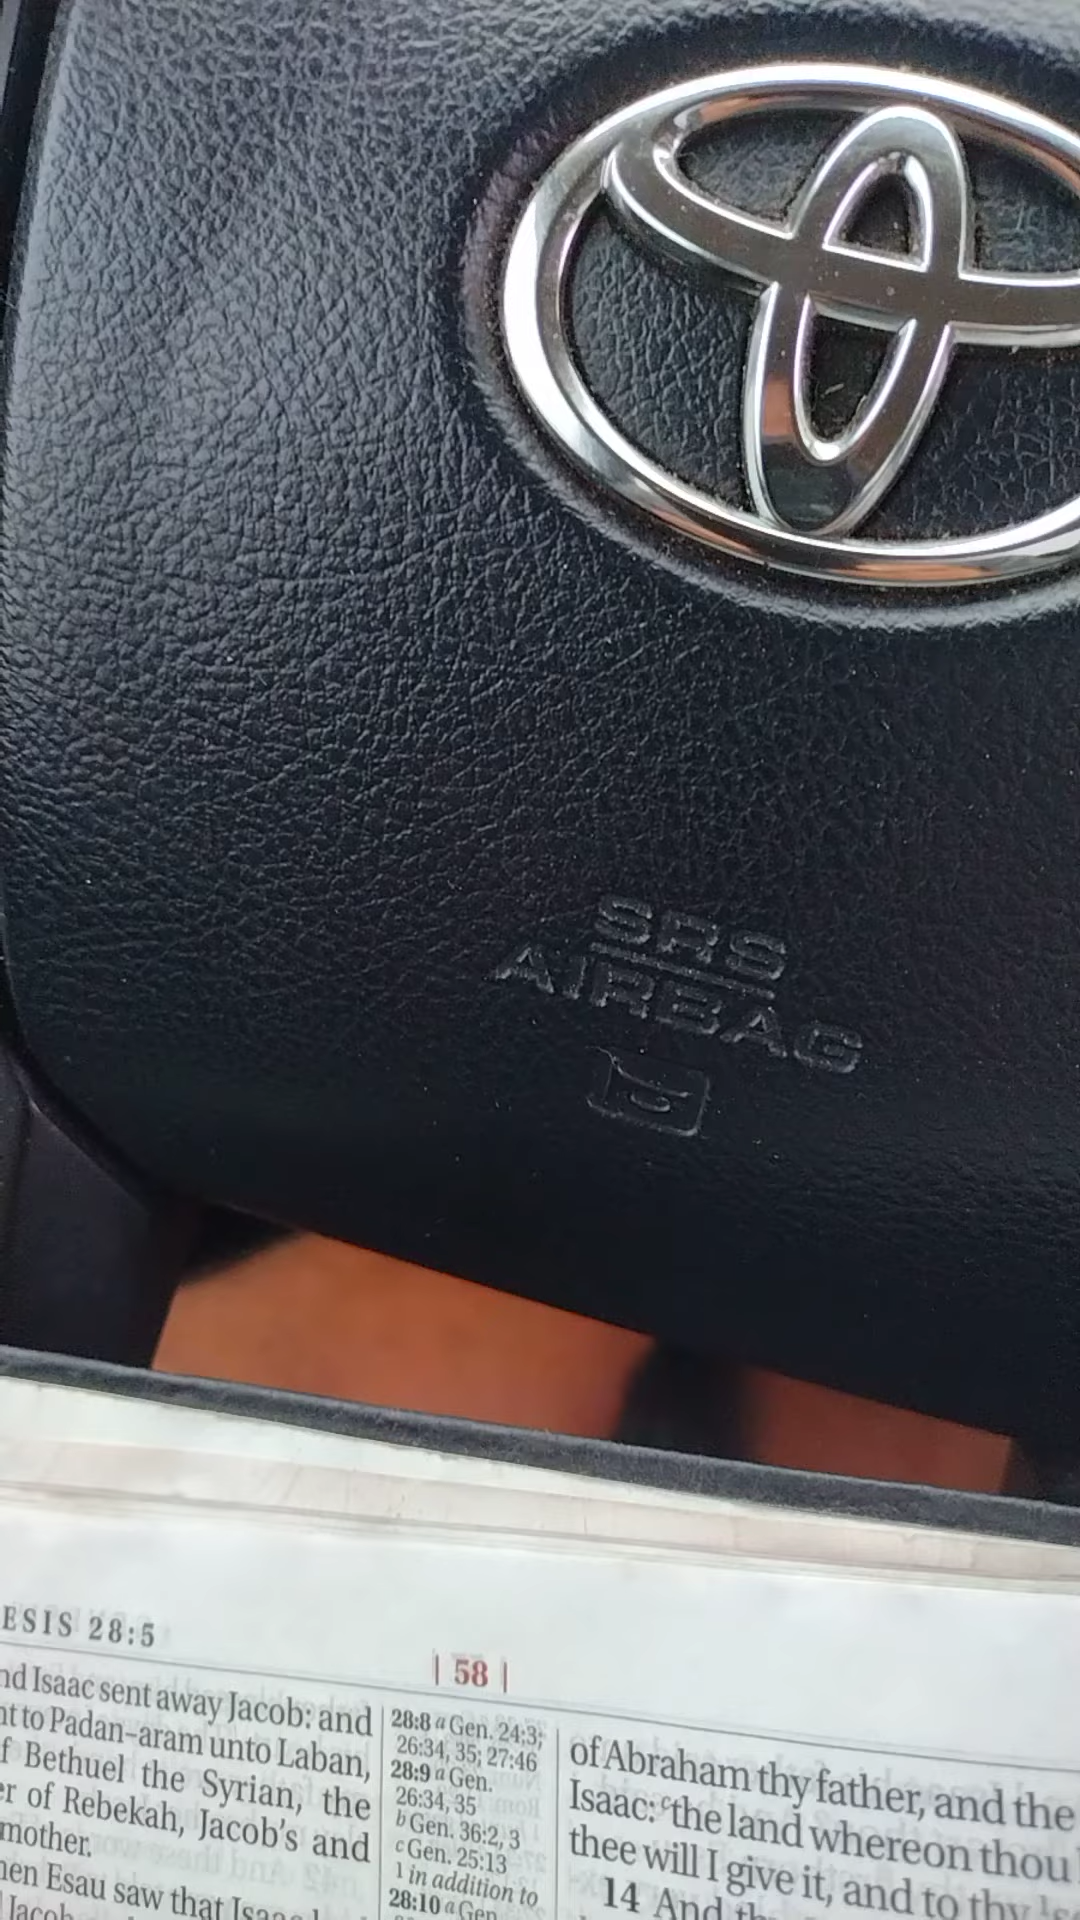 SRS
AIRBAG
ESIS 28:5
| 58 |
nd Isaac sent away Jacob: and
nt to Padan-aram unto Laban,
f Bethuel the Syrian, the
er of Rebekah, Jacob's and
mother.
hen Esau saw that Isaac
Jacob
28:8 a Gen. 24:3;
26:34, 35; 27:46
28:9 a Gen.
26:34, 35
b Gen. 36:2, 3
c Gen. 25:13
1 in addition to
28:10 a Gen
of Abraham thy father, and the
Isaac: c the land whereon thou
thee will I give it, and to thy
14 And